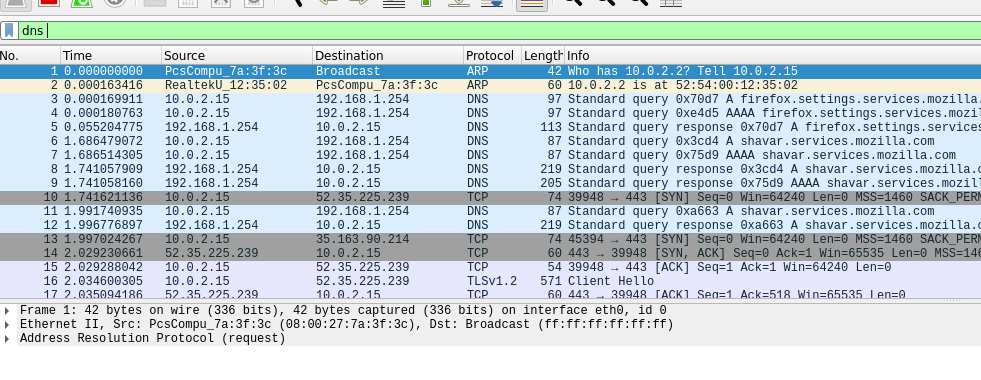 dns
No. Time Source Destination Protocol Length Info
1 0.000000000 PcsCompu_7a:3f:3c Broadcast ARP 42 Who has 10.0.2.2? Tell 10.0.2.15
2 0.000163416 RealtekU_12:35:02 PcsCompu_7a:3f:3c ARP 60 10.0.2.2 is at 52:54:00:12:35:02
3 0.000169911 10.0.2.15 192.168.1.254 DNS 97 Standard query 0x70d7 A firefox.settings.services.mozilla.
4 0.000180763 10.0.2.15 192.168.1.254 DNS 97 Standard query 0xe4d5 AAAA firefox.settings.services.moz
5 0.055204775 192.168.1.254 10.0.2.15 DNS 113 Standard query response 0x70d7 A firefox.settings.services
6 1.686479072 10.0.2.15 192.168.1.254 DNS 87 Standard query 0x3cd4 A shavar.services.mozilla.com
7 1.686514305 10.0.2.15 192.168.1.254 DNS 87 Standard query 0x75d9 AAAA shavar.services.mozilla.com
8 1.741057909 192.168.1.254 10.0.2.15 DNS 219 Standard query response 0x3cd4 A shavar.services.mozilla.c
9 1.741058160 192.168.1.254 10.0.2.15 DNS 205 Standard query response 0x75d9 AAAA shavar.services.mozill
10 1.741621136 10.0.2.15 52.35.225.239 TCP 74 39948 → 443 [SYN] Seq=0 Win=64240 Len=0 MSS=1460 SACK_PERM
11 1.991740935 10.0.2.15 192.168.1.254 DNS 87 Standard query 0xa663 A shavar.services.mozilla.com
12 1.996776897 192.168.1.254 10.0.2.15 DNS 219 Standard query response 0xa663 A shavar.services.mozilla.c
13 1.997024267 10.0.2.15 35.163.90.214 TCP 74 45394 → 443 [SYN] Seq=0 Win=64240 Len=0 MSS=1460 SACK_PERM
14 2.029230661 52.35.225.239 10.0.2.15 TCP 60 443 → 39948 [SYN, ACK] Seq=0 Ack=1 Win=65535 Len=0 MSS=146
15 2.029288042 10.0.2.15 52.35.225.239 TCP 54 39948 → 443 [ACK] Seq=1 Ack=1 Win=64240 Len=0
16 2.034600305 10.0.2.15 52.35.225.239 TLSv1.2 571 Client Hello
17 2.035094186 52.35.225.239 10.0.2.15 TCP 60 443 → 39948 [ACK] Seq=1 Ack=518 Win=65535 Len=0
Frame 1: 42 bytes on wire (336 bits), 42 bytes captured (336 bits) on interface eth0, id 0
Ethernet II, Src: PcsCompu_7a:3f:3c (08:00:27:7a:3f:3c), Dst: Broadcast (ff:ff:ff:ff:ff:ff)
Address Resolution Protocol (request)